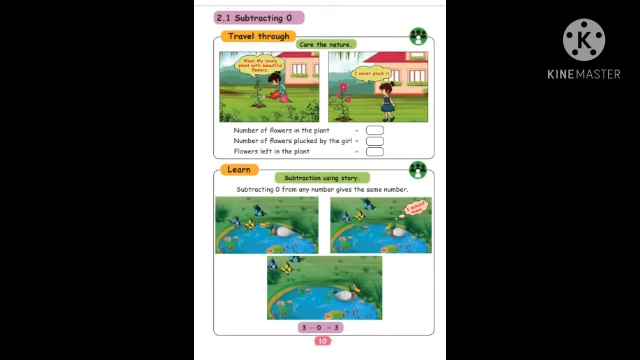 2.1 Subtracting 0
Travel through
Care the nature.
Wow! My lovely
plant with beautiful
flowers.
I never pluck it
Number of flowers in the plant =
Number of flowers plucked by the girl =
Flowers left in the plant =
Learn
Subtraction using story.
Subtracting 0 from any number gives the same number.
I missed
them
3 - 0 = 3
10
K
KINEMASTER